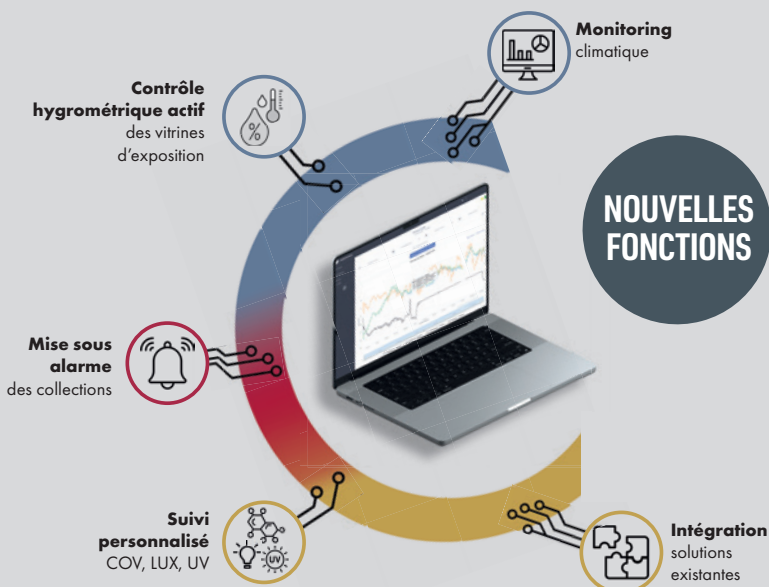 Monitoring
climatique
Contrôle
hygrométrique actif
des vitrines
d'exposition
%
NOUVELLES
FONCTIONS
Mise sous
alarme
des collections
Suivi
personnalisé
COV, LUX, UV
UV
Intégration
solutions
existantes